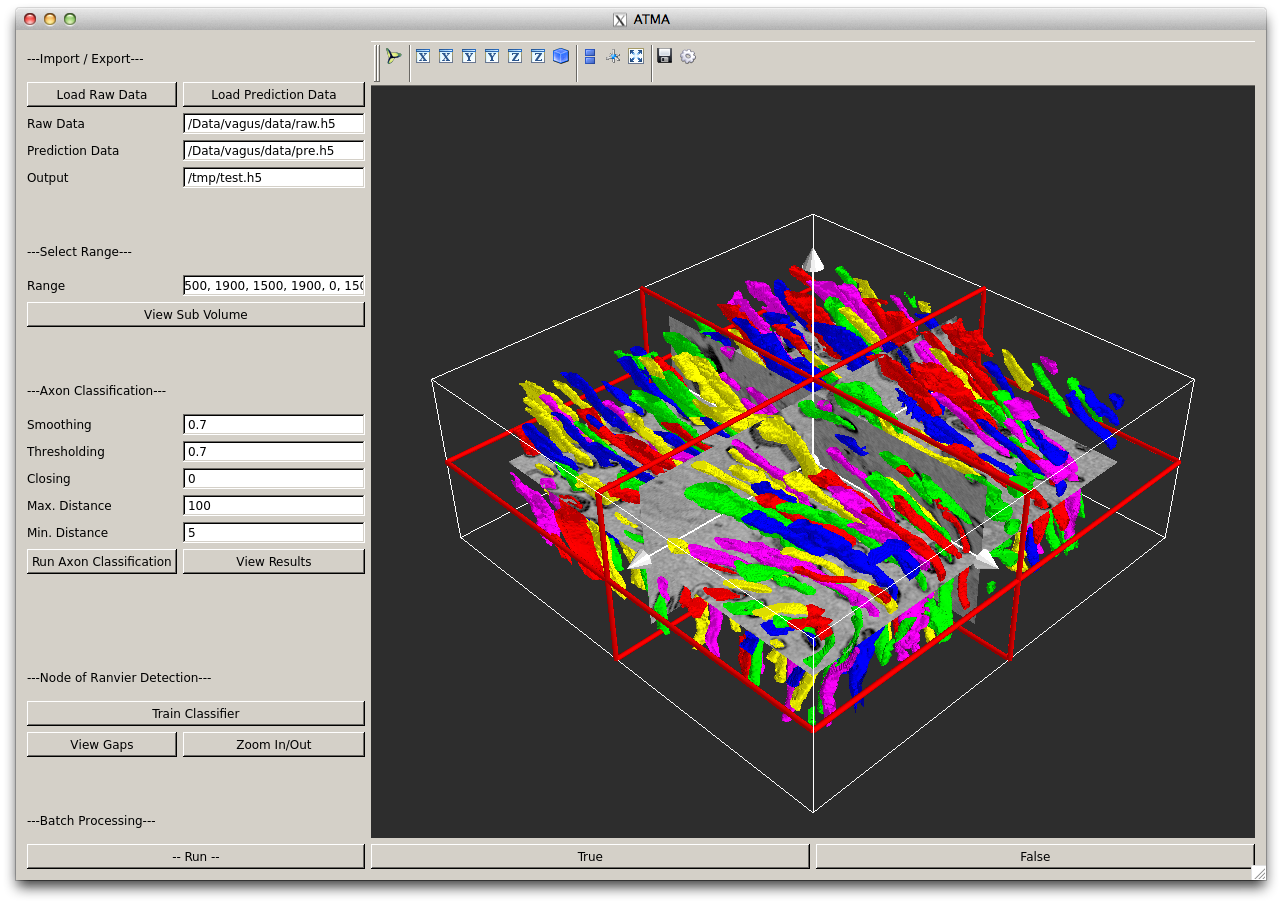 ATMA
---Import / Export---
Load Raw Data Load Prediction Data
Raw Data /Data/vagus/data/raw.h5
Prediction Data /Data/vagus/data/pre.h5
Output /tmp/test.h5
---Select Range---
Range 500, 1900, 1500, 1900, 0, 150
View Sub Volume
---Axon Classification---
Smoothing 0.7
Thresholding 0.7
Closing 0
Max. Distance 100
Min. Distance 5
Run Axon Classification View Results
---Node of Ranvier Detection---
Train Classifier
View Gaps Zoom In/Out
---Batch Processing---
-- Run --
X X Y Y Z Z
True False